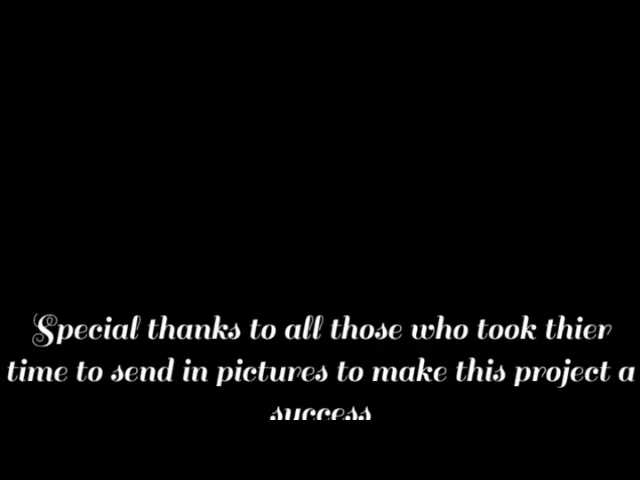 Special thanks to all those who took thier
time to send in pictures to make this project a
success